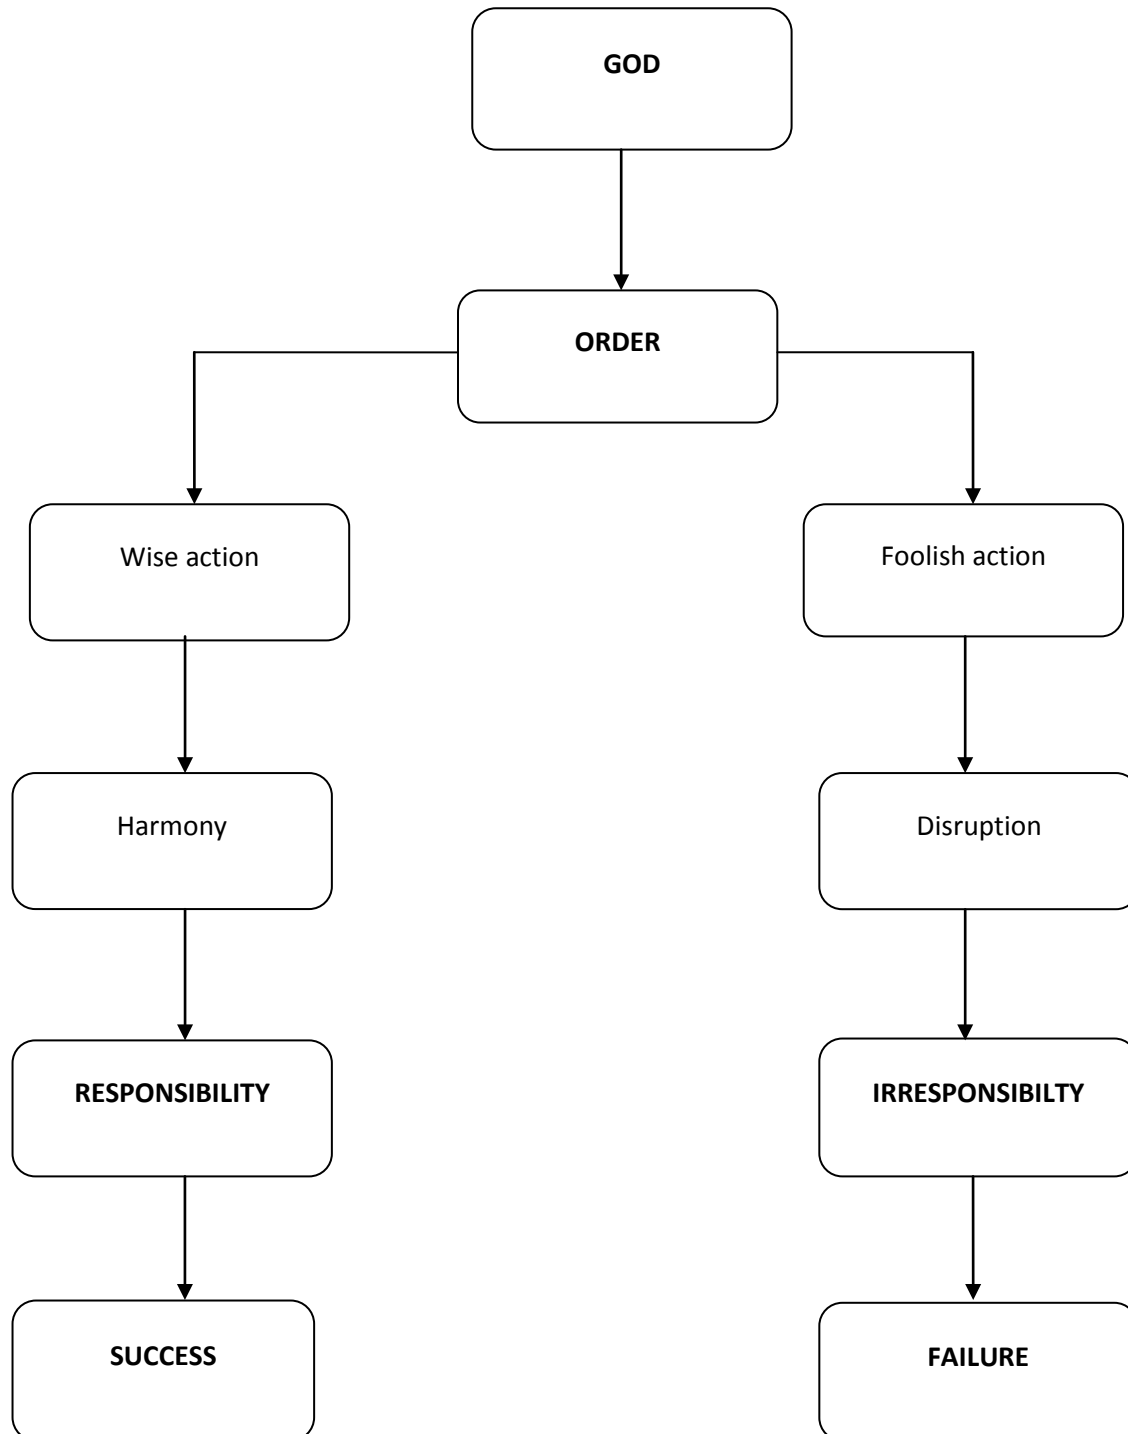 GOD
ORDER
Wise action
Foolish action
Harmony
Disruption
RESPONSIBILITY
IRRESPONSIBILTY
SUCCESS
FAILURE